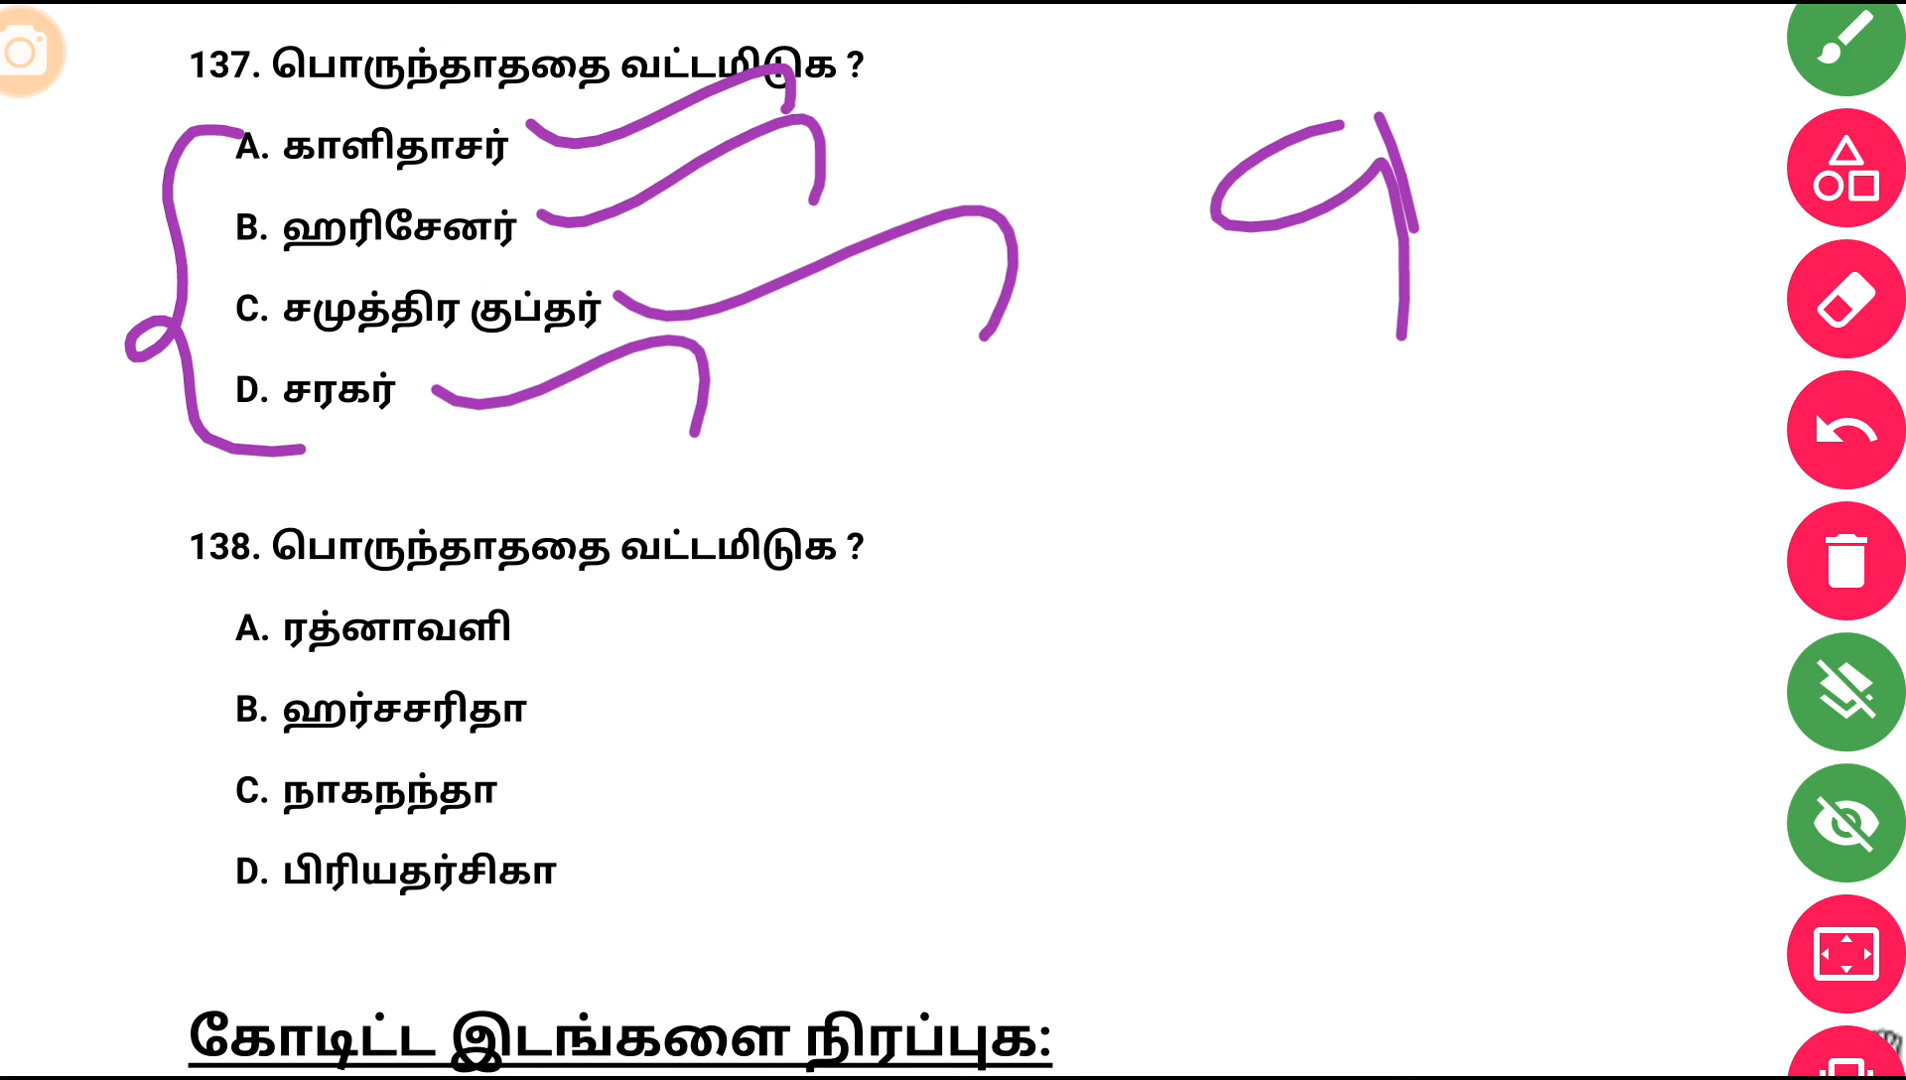 137. பொருந்தாததை வட்டமிடுக ?
A. காளிதாசர்
B. ஹரிசேனர்
C. சமுத்திர குப்தர்
D. சரகர்
9
138. பொருந்தாததை வட்டமிடுக ?
A. ரத்னாவளி
B. ஹர்சசரிதா
C. நாகநந்தா
D. பிரியதர்சிகா
கோடிட்ட இடங்களை நிரப்புக: